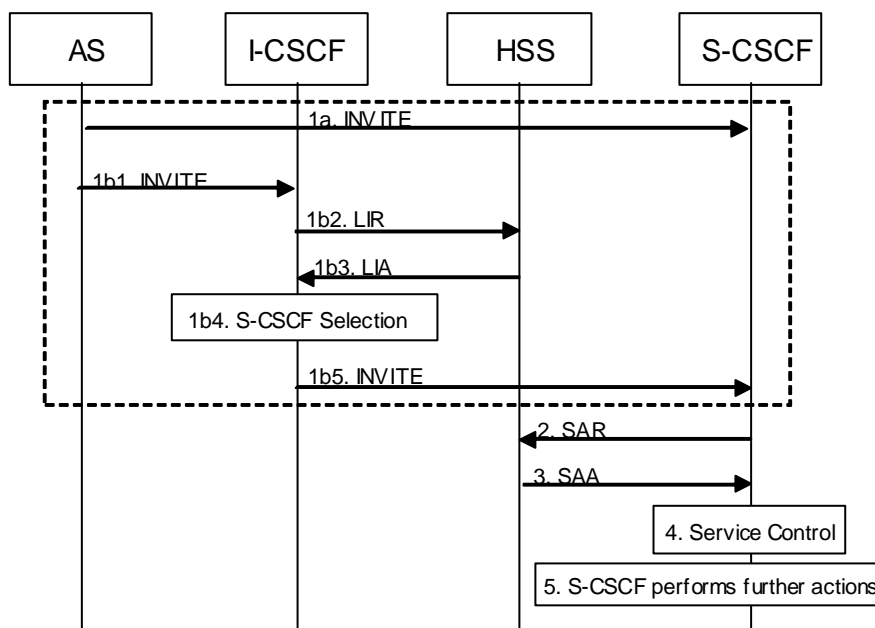 AS
I-CSCF
HSS
S-CSCF
1a. INVITE
1b1. INVITE
1b2. LIR
1b3. LIA
1b4. S-CSCF Selection
1b5. INVITE
2. SAR
3. SAA
4. Service Control
5. S-CSCF performs further actions